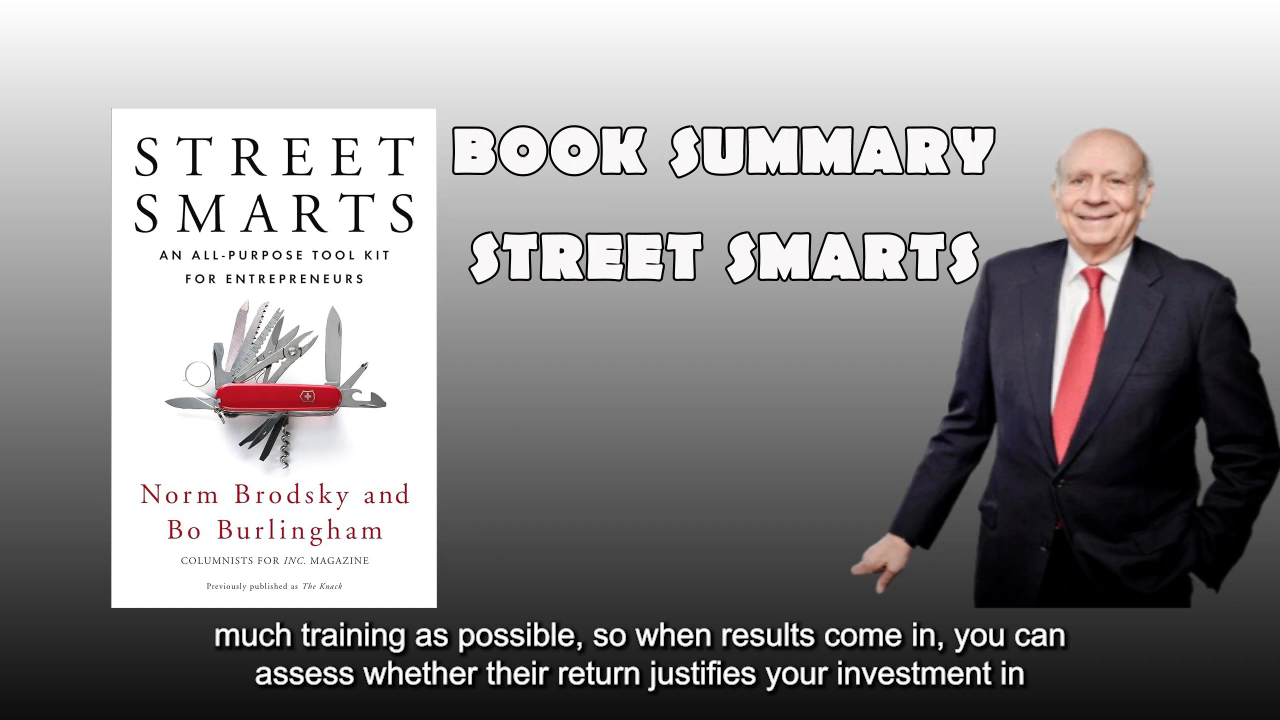 STREET
SMARTS
AN ALL-PURPOSE TOOL KIT
FOR ENTREPRENEURS
Norm Brodsky and
Bo Burlingham
COLUMNISTS FOR INC. MAGAZINE
Previously published as The Knack
BOOK SUMMARY
STREET SMARTS
much training as possible, so when results come in, you can
assess whether their return justifies your investment in